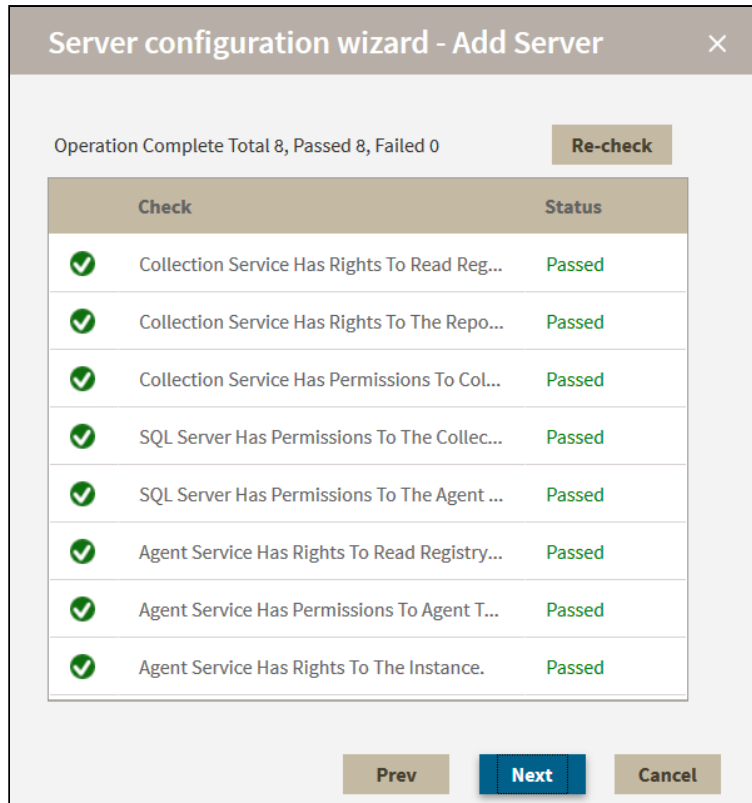 Server configuration wizard - Add Server
Operation Complete Total 8, Passed 8, Failed 0 Re-check
Check Status
Collection Service Has Rights To Read Reg... Passed
Collection Service Has Rights To The Repo... Passed
Collection Service Has Permissions To Col... Passed
SQL Server Has Permissions To The Collec... Passed
SQL Server Has Permissions To The Agent ... Passed
Agent Service Has Rights To Read Registry... Passed
Agent Service Has Permissions To Agent T... Passed
Agent Service Has Rights To The Instance. Passed
Prev Next Cancel